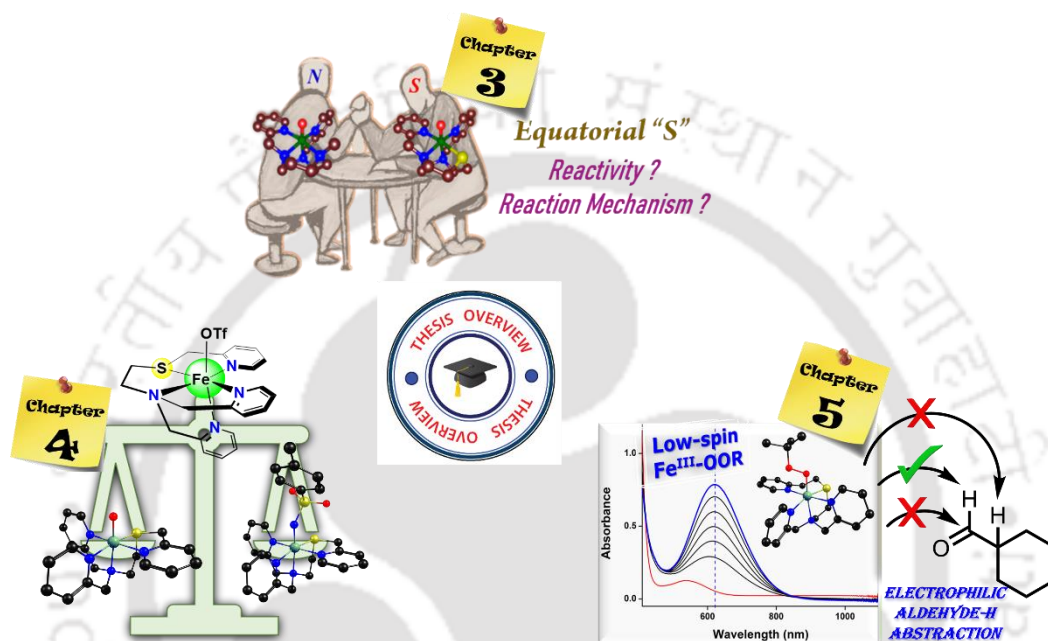 Chapter
3
N
S
Equatorial "S"
Reactivity ?
Reaction Mechanism ?
संस्थान
THESIS OVERVIEW
THESIS OVERVIEW
Chapter
4
OTf
S
Fe
N
N
N
N
Chapter
5
Low-spin
Feᴵᴵᴵ-OOR
1.0
0.5
0.0
Absorbance
600
800
1000
Wavelength (nm)
H
H
O
ELECTROPHILIC
ALDEHYDE-H
ABSTRACTION